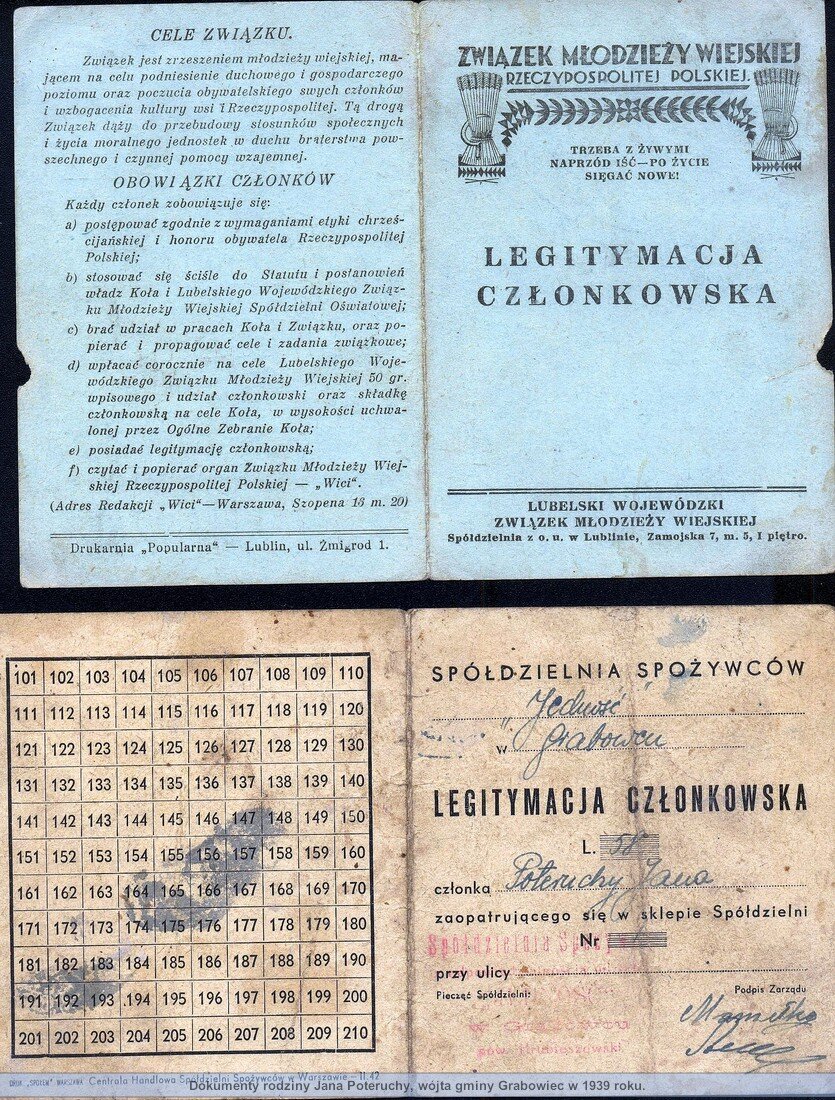 CELE ZWIĄZKU.
Związek jest zrzeszeniem młodzieży wiejskiej, ma-
jącem na celu podniesienie duchowego i gospodarczego
poziomu oraz poczucia obywatelskiego swych członków
i wzbogacenia kultury wsi i Rzeczypospolitej. Tą drogą
Związek dąży do przebudowy stosunków społecznych
i życia moralnego jednostek w duchu braterstwa pow-
szechnego i czynnej pomocy wzajemnej.
OBOWIĄZKI CZŁONKÓW
Każdy członek zobowiązuje się:
a) postępować zgodnie z wymaganiami etyki chrześ-
cijańskiej i honoru obywatela Rzeczypospolitej
Polskiej;
b) stosować się ściśle do Statutu i postanowień
władz Koła i Lubelskiego Wojewódzkiego Związ-
ku Młodzieży Wiejskiej Spółdzielni Oświatowej;
c) brać udział w pracach Koła i Związku, oraz po-
pierać i propagować cele i zadania związkowe;
d) wpłacać corocznie na cele Lubelskiego Woje-
wódzkiego Związku Młodzieży Wiejskiej 50 gr.
wpisowego i udział członkowski oraz składkę
członkowską na cele Koła, w wysokości uchwa-
lonej przez Ogólne Zebranie Koła;
e) posiadać legitymację członkowską;
f) czytać i popierać organ Związku Młodzieży Wiej-
skiej Rzeczypospolitej Polskiej — „Wici".
(Adres Redakcji „Wici"—Warszawa, Szopena 16 m. 20)
Drukarnia „Popularna" — Lublin, ul. Żmigród 1.
ZWIĄZEK MŁODZIEŻY WIEJSKIEJ
RZECZYPOSPOLITEJ POLSKIEJ.
TRZEBA Z ŻYWYMI
NAPRZÓD IŚĆ—PO ŻYCIE
SIĘGAĆ NOWE!
LEGITYMACJA
CZŁONKOWSKA
LUBELSKI WOJEWÓDZKI
ZWIĄZEK MŁODZIEŻY WIEJSKIEJ
Spółdzielnia z o. u. w Lublinie, Zamojska 7, m. 5, I piętro.
101 102 103 104 105 106 107 108 109 110
111 112 113 114 115 116 117 118 119 120
121 122 123 124 125 126 127 128 129 130
131 132 133 134 135 136 137 138 139 140
141 142 143 144 145 146 147 148 149 150
151 152 153 154 155 156 157 158 159 160
161 162 163 164 165 166 167 168 169 170
171 172 173 174 175 176 177 178 179 180
181 182 183 184 185 186 187 188 189 190
191 192 193 194 195 196 197 198 199 200
201 202 203 204 205 206 207 208 209 210
DRUK. „SPOŁEM" WARSZAWA Centrala Handlowa Spółdzielni Spożywców w Warszawie — 11.42
SPÓŁDZIELNIA SPOŻYWCÓW
„Jedność"
w Grabowcu
LEGITYMACJA CZŁONKOWSKA
L. 58
członka Poteruchy Jana
zaopatrującego się w sklepie Spółdzielni
Spółdzielnia
Nr
przy ulicy
Pieczęć Spółdzielni: Podpis Zarządu
w Grabowcu
pow. Hrubieszowski
Dokumenty rodziny Jana Poteruchy, wójta gminy Grabowiec w 1939 roku.